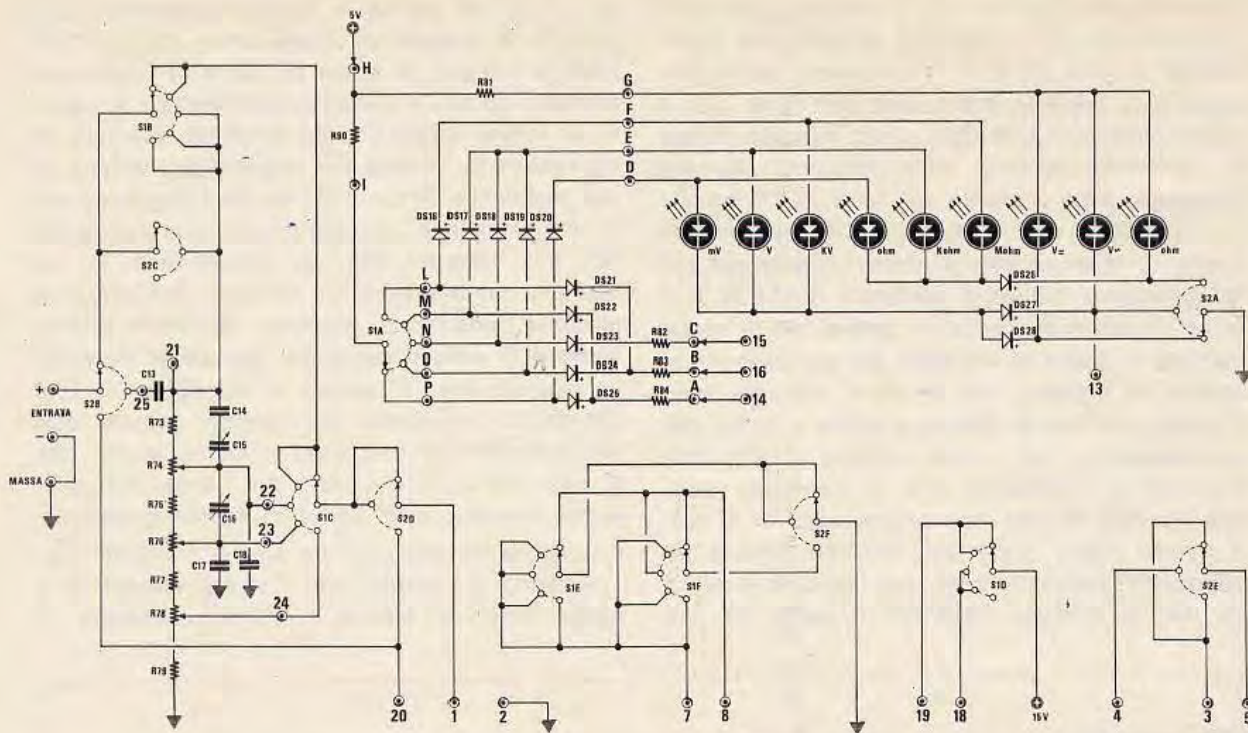 5V
H
R81
G
F
E
D
R80
I
S1B
S2C
DS16
DS17
DS18
DS19
DS20
mV
V
KV
ohm
Kohm
Mohm
V=
V~
ohm
L
M
N
O
P
S1A
DS21
DS22
DS23
DS24
DS25
R82
R83
R84
C
B
A
15
16
14
DS26
DS27
DS28
S2A
13
21
C13
+
S2B
25
ENTRATA
−
MASSA
R73
R74
R75
R76
R77
R78
R79
C14
C15
C16
C17
C18
22
23
24
S1C
S2D
S1E
S1F
S2F
S1D
S2E
20
1
2
7
8
19
18
15V
4
3
5